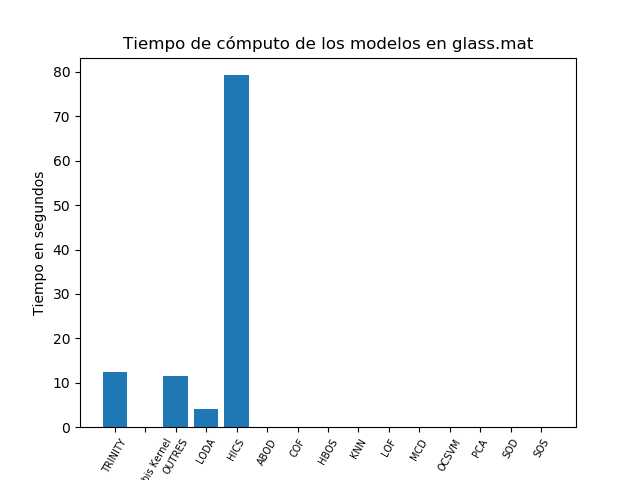 Tiempo de cómputo de los modelos en glass.mat
80
70
60
50
40
30
20
10
0
Tiempo en segundos
TRINITY
Kernel
OUTRES
LODA
HICS
ABOD
COF
HBOS
KNN
LOF
MCD
OCSVM
PCA
SOD
SOS